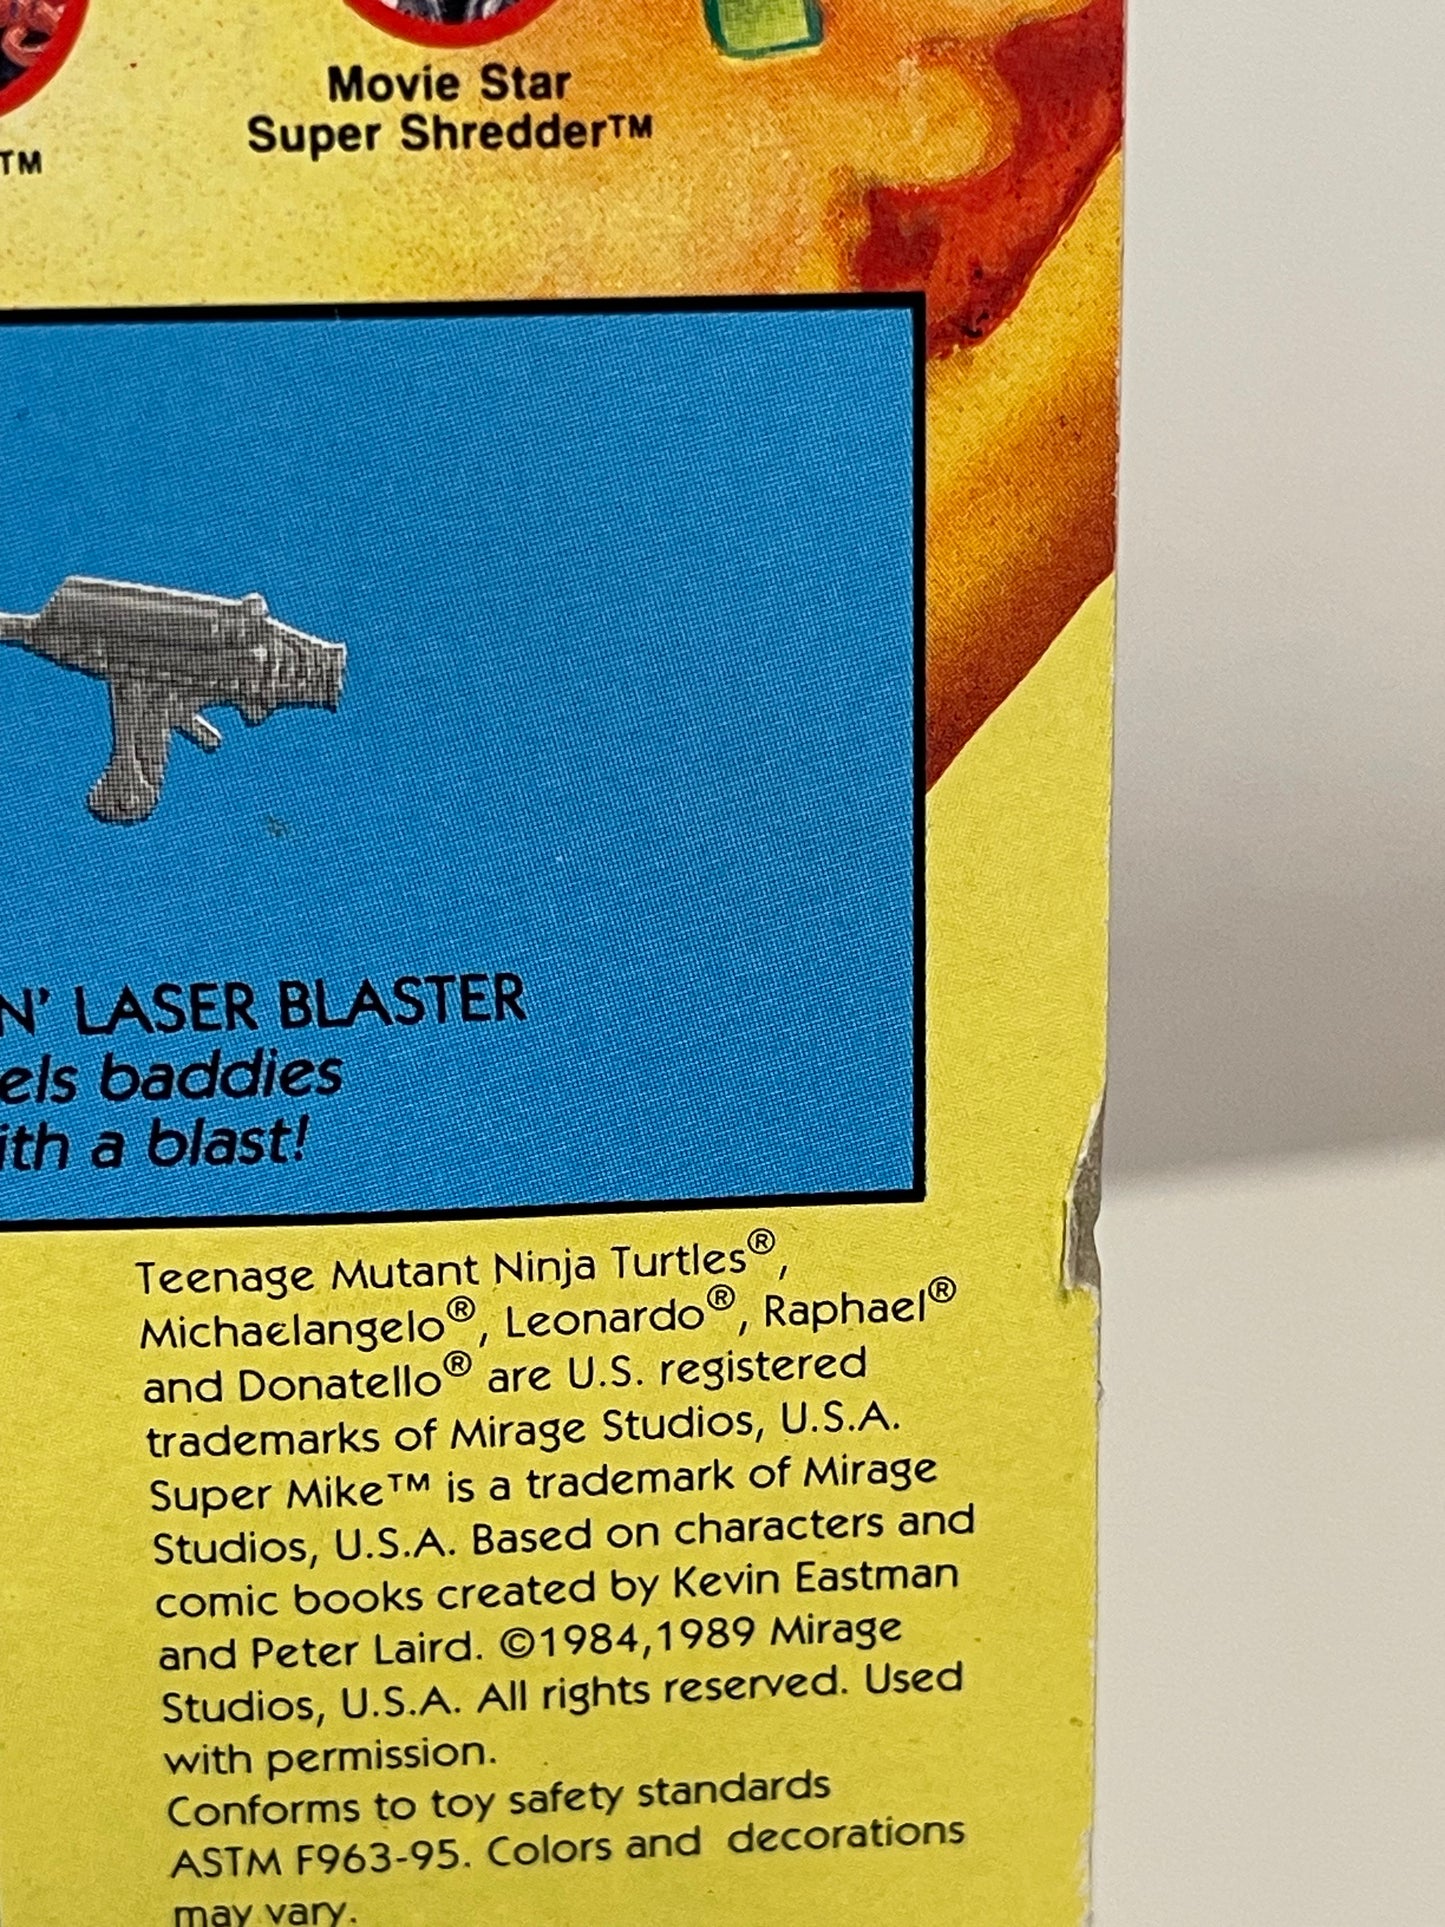 Movie Star
Super Shredder™
™
N' LASER BLASTER
els baddies
ith a blast!
Teenage Mutant Ninja Turtles®,
Michaelangelo®, Leonardo®, Raphael®
and Donatello® are U.S. registered
trademarks of Mirage Studios, U.S.A.
Super Mike™ is a trademark of Mirage
Studios, U.S.A. Based on characters and
comic books created by Kevin Eastman
and Peter Laird. ©1984,1989 Mirage
Studios, U.S.A. All rights reserved. Used
with permission.
Conforms to toy safety standards
ASTM F963-95. Colors and decorations
may vary.